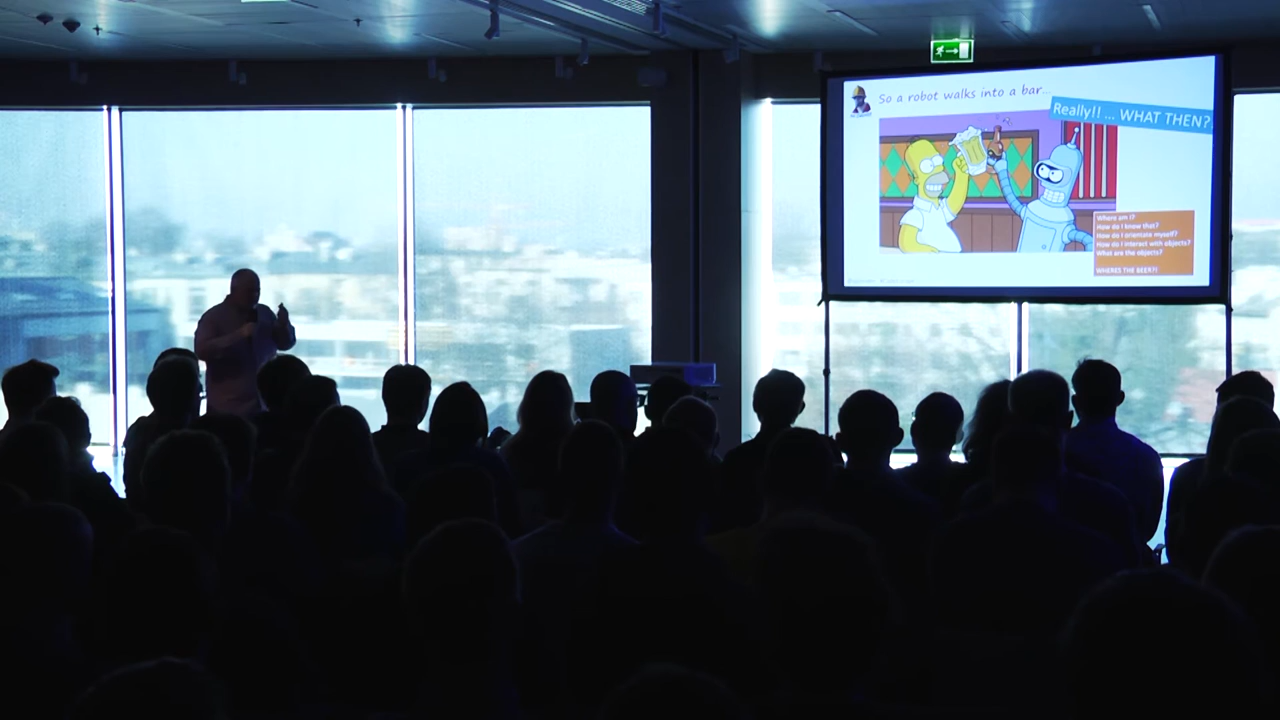 So a robot walks into a bar...
Really!! ... WHAT THEN?
Where am I?
How do I know that?
How do I orientate myself?
How do I interact with objects?
What are the objects?
WHERES THE BEER?!